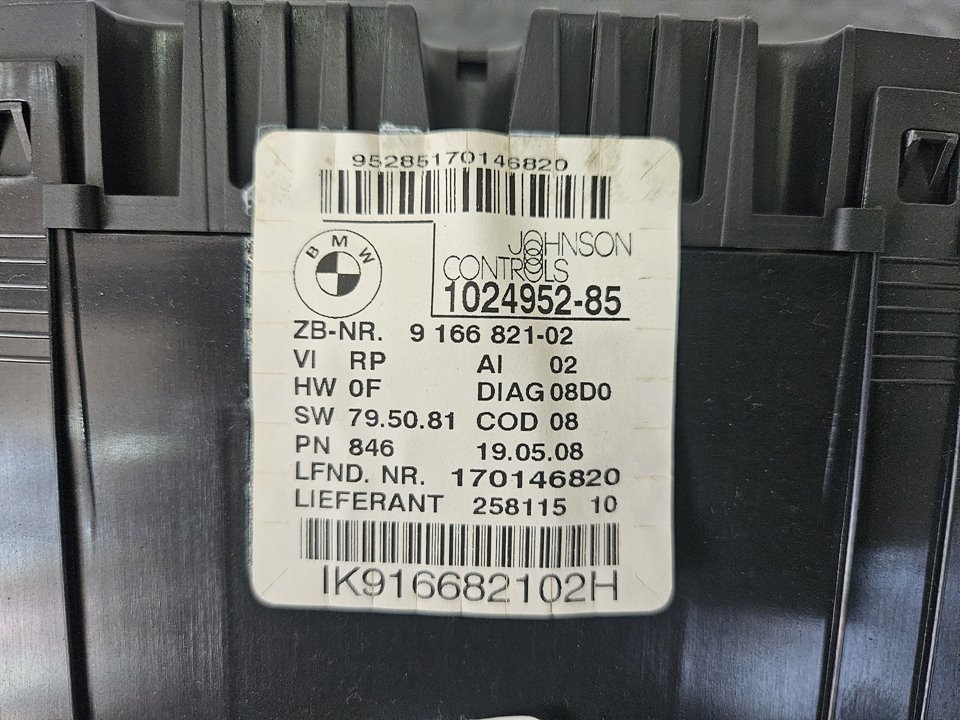 95285170146820
BMW
JOHNSON
CONTROLS
1024952-85
ZB-NR. 9 166 821-02
VI RP AI 02
HW 0F DIAG 08D0
SW 79.50.81 COD 08
PN 846 19.05.08
LFND. NR. 170146820
LIEFERANT 258115 10
IK916682102H